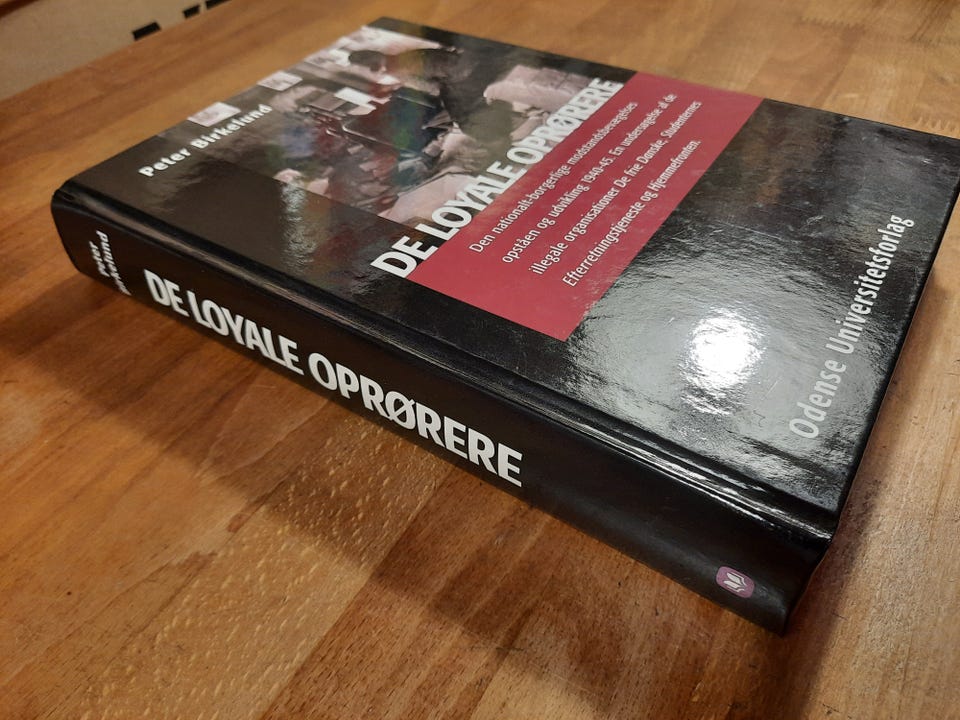 Peter Birkelund
DE LOYALE OPRØRERE
Den nationalt-borgerlige modstandsbevægelses
opståen og udvikling 1940-45. En undersøgelse af de
illegale organisationer De frie Danske, Studenternes
Efterretningstjeneste og Hjemmefronten.
Odense Universitetsforlag
Peter
Birkelund
DE LOYALE OPRØRERE